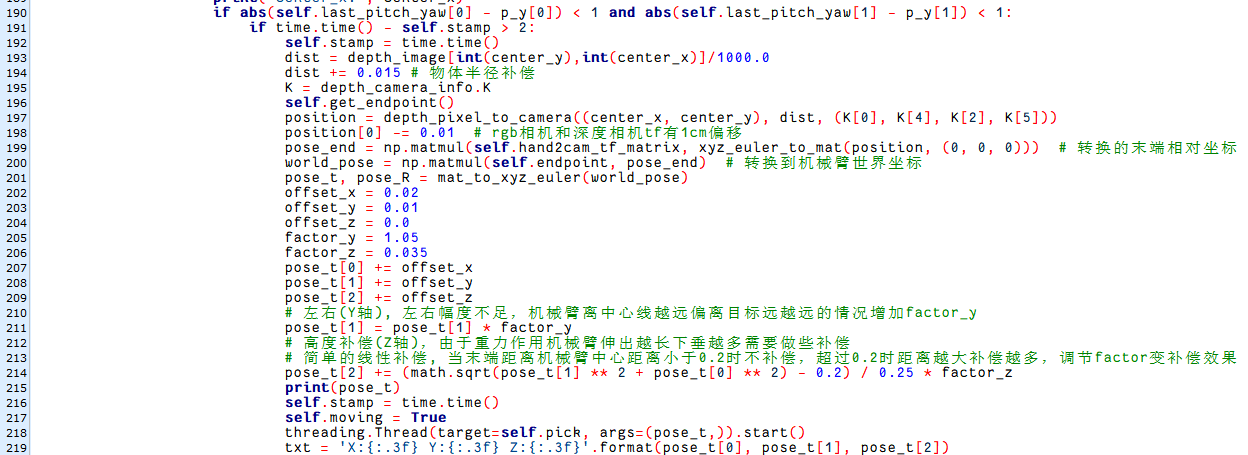 190 if abs(self.last_pitch_yaw[0] - p_y[0]) < 1 and abs(self.last_pitch_yaw[1] - p_y[1]) < 1:
191 if time.time() - self.stamp > 2:
192 self.stamp = time.time()
193 dist = depth_image[int(center_y),int(center_x)]/1000.0
194 dist += 0.015 # 物体半径补偿
195 K = depth_camera_info.K
196 self.get_endpoint()
197 position = depth_pixel_to_camera((center_x, center_y), dist, (K[0], K[4], K[2], K[5]))
198 position[0] -= 0.01 # rgb相机和深度相机tf有1cm偏移
199 pose_end = np.matmul(self.hand2cam_tf_matrix, xyz_euler_to_mat(position, (0, 0, 0))) # 转换的末端相对坐标
200 world_pose = np.matmul(self.endpoint, pose_end) # 转换到机械臂世界坐标
201 pose_t, pose_R = mat_to_xyz_euler(world_pose)
202 offset_x = 0.02
203 offset_y = 0.01
204 offset_z = 0.0
205 factor_y = 1.05
206 factor_z = 0.035
207 pose_t[0] += offset_x
208 pose_t[1] += offset_y
209 pose_t[2] += offset_z
210 # 左右(Y轴), 左右幅度不足, 机械臂离中心线越远偏离目标远越远的情况增加factor_y
211 pose_t[1] = pose_t[1] * factor_y
212 # 高度补偿(Z轴), 由于重力作用机械臂伸出越长下垂越多需要做些补偿
213 # 简单的线性补偿, 当末端距离机械臂中心距离小于0.2时不补偿, 超过0.2时距离越大补偿越多, 调节factor变补偿效果
214 pose_t[2] += (math.sqrt(pose_t[1] ** 2 + pose_t[0] ** 2) - 0.2) / 0.25 * factor_z
215 print(pose_t)
216 self.stamp = time.time()
217 self.moving = True
218 threading.Thread(target=self.pick, args=(pose_t,)).start()
219 txt = 'X:{:.3f} Y:{:.3f} Z:{:.3f}'.format(pose_t[0], pose_t[1], pose_t[2])